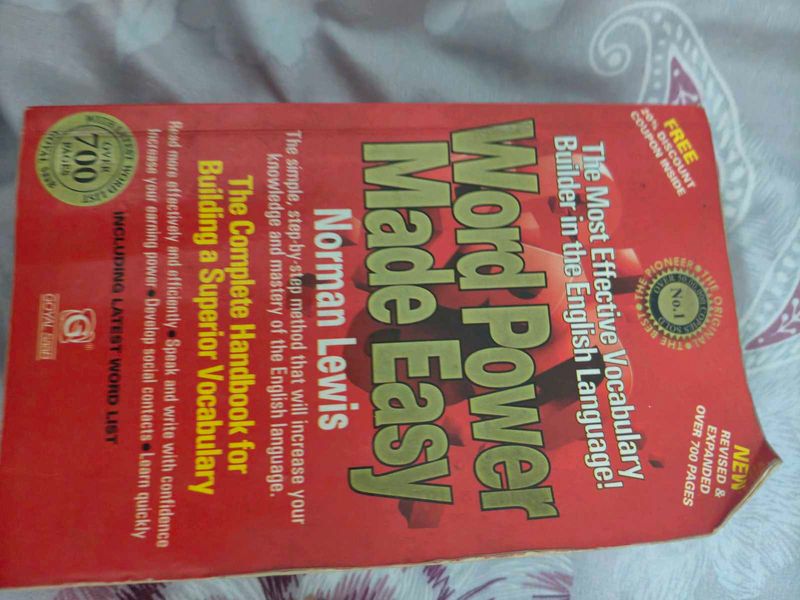 FREE
20% DISCOUNT
COUPON INSIDE
NEW
REVISED &
EXPANDED
OVER 700 PAGES
THE PIONEER • THE ORIGINAL • THE BEST
No.1
The Most Effective Vocabulary
Builder in the English Language!
Word Power
Made Easy
Norman Lewis
The simple, step-by-step method that will increase your
knowledge and mastery of the English language.
The Complete Handbook for
Building a Superior Vocabulary
Read more effectively and efficiently • Speak and write with confidence
Increase your earning power • Develop social contacts • Learn quickly
OVER
700
PAGES
INCLUDING LATEST WORD LIST
G
®